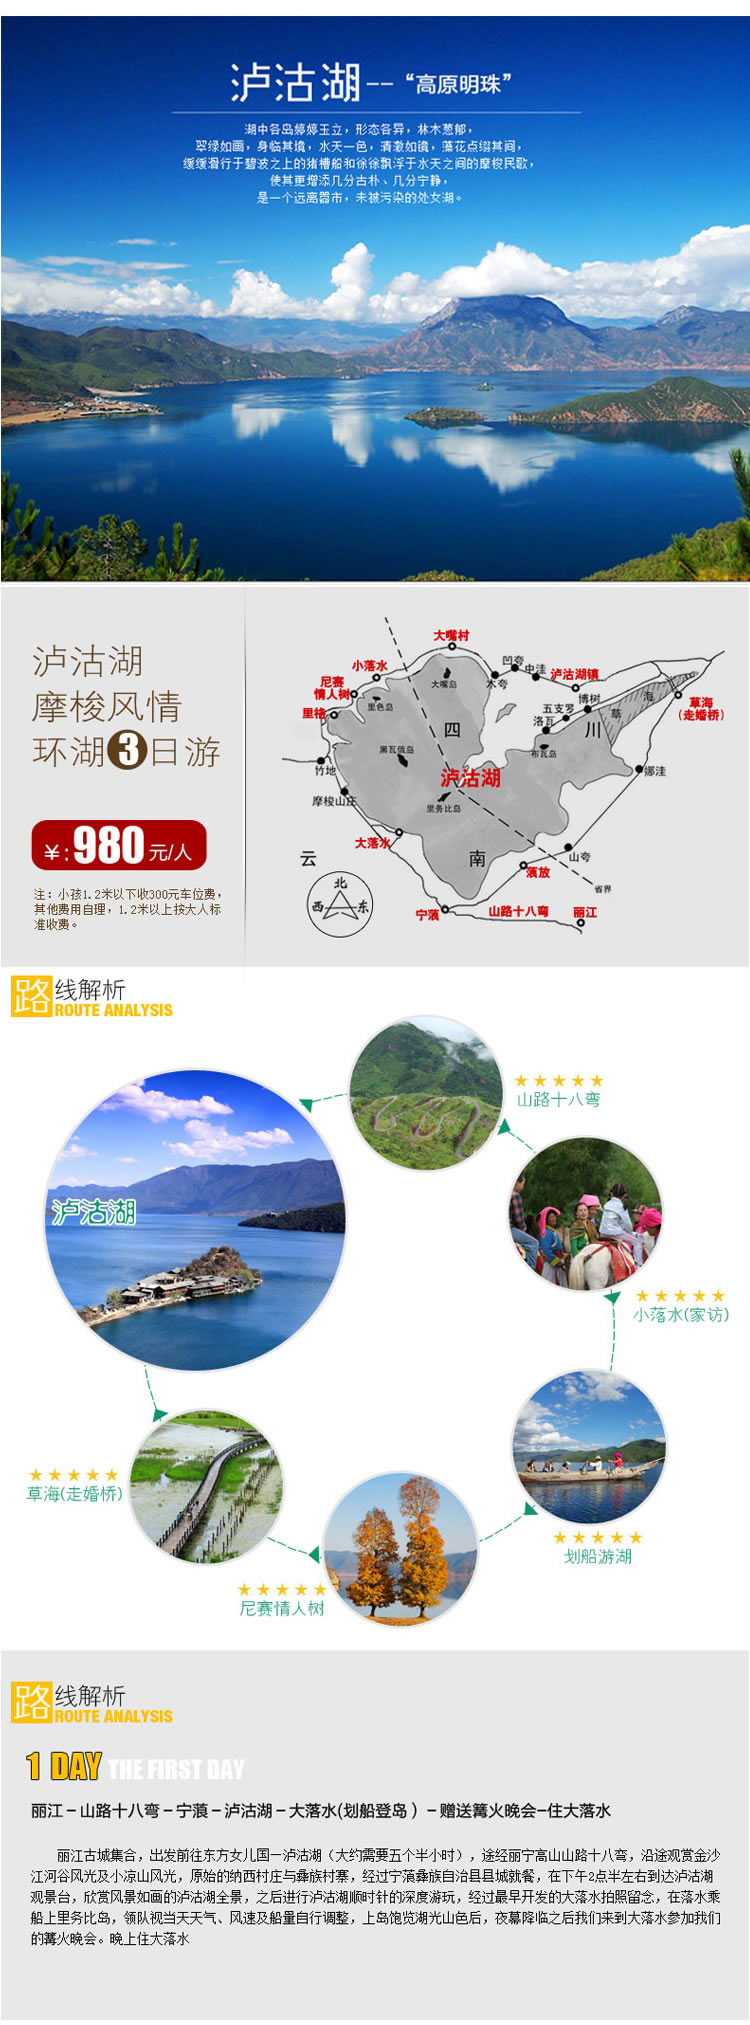 泸沽湖--“高原明珠”
湖中各岛婷婷玉立，形态各异，林木葱郁，
翠绿如画，身临其境，水天一色，清澈如镜，藻花点缀其间，
缓缓滑行于碧波之上的猪槽船和徐徐飘浮于水天之间的摩梭民歌，
使其更增添几分古朴、几分宁静，
是一个远离嚣市，未被污染的处女湖。
泸沽湖
摩梭风情
环湖3日游
¥:980元/人
注：小孩1.2米以下收300元车位费，
其他费用自理，1.2米以上按大人标
准收费。
大嘴村
小落水
尼赛
情人树
里格
大嘴岛
里色岛
凹夸
中洼
木夸
泸沽湖镇
博树
五支罗
洛瓦
草
海
草海
(走婚桥)
四
川
黑瓦俄岛
布瓦岛
泸沽湖
里务比岛
竹地
摩梭山庄
娜洼
大落水
云
南
山夸
蒗放
省界
北
西
东
宁蒗
山路十八弯
丽江
路线解析
ROUTE ANALYSIS
★★★★★
山路十八弯
泸沽湖
★★★★★
小落水(家访)
★★★★★
草海(走婚桥)
★★★★★
划船游湖
★★★★★
尼赛情人树
路线解析
ROUTE ANALYSIS
1 DAY THE FIRST DAY
丽江－山路十八弯－宁蒗－泸沽湖－大落水(划船登岛 ）－赠送篝火晚会–住大落水
丽江古城集合，出发前往东方女儿国—泸沽湖（大约需要五个半小时），途经丽宁高山山路十八弯，沿途观赏金沙
江河谷风光及小凉山风光，原始的纳西村庄与彝族村寨，经过宁蒗彝族自治县县城就餐，在下午2点半左右到达泸沽湖
观景台，欣赏风景如画的泸沽湖全景，之后进行泸沽湖顺时针的深度游玩，经过最早开发的大落水拍照留念，在落水乘
船上里务比岛，领队视当天天气、风速及船量自行调整，上岛饱览湖光山色后，夜幕降临之后我们来到大落水参加我们
的篝火晚会。晚上住大落水